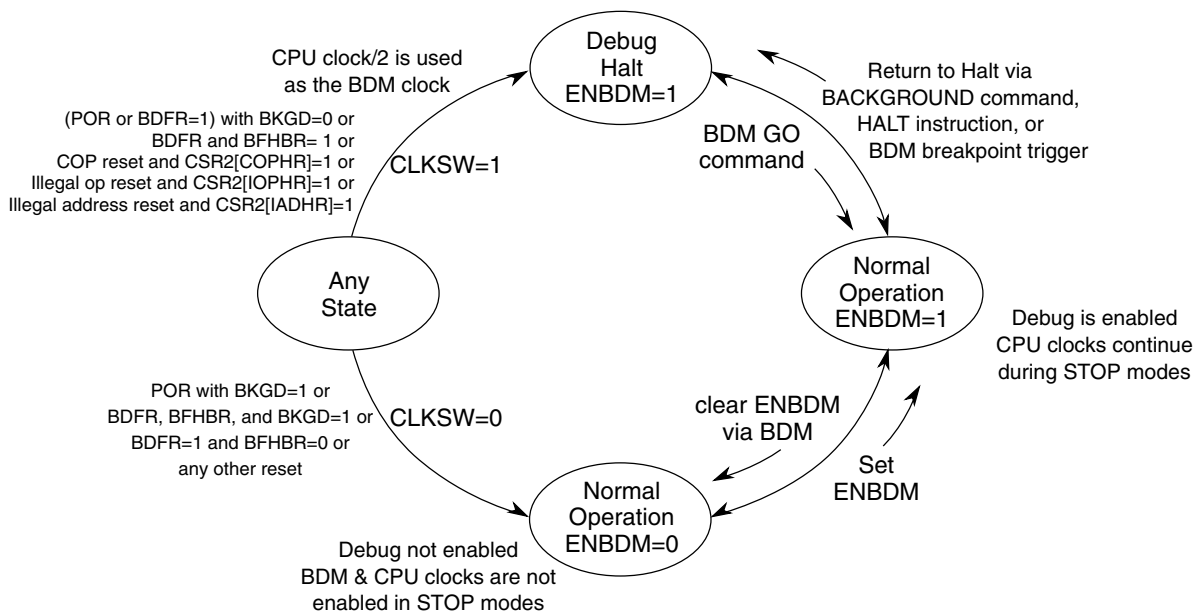 Debug
Halt
ENBDM=1
CPU clock/2 is used
as the BDM clock
Return to Halt via
BACKGROUND command,
HALT instruction, or
BDM breakpoint trigger
(POR or BDFR=1) with BKGD=0 or
BDFR and BFHBR= 1 or
COP reset and CSR2[COPHR]=1 or
Illegal op reset and CSR2[IOPHR]=1 or
Illegal address reset and CSR2[IADHR]=1
CLKSW=1
BDM GO
command
Any
State
Normal
Operation
ENBDM=1
Debug is enabled
CPU clocks continue
during STOP modes
POR with BKGD=1 or
BDFR, BFHBR, and BKGD=1 or
BDFR=1 and BFHBR=0 or
any other reset
CLKSW=0
clear ENBDM
via BDM
Set
ENBDM
Normal
Operation
ENBDM=0
Debug not enabled
BDM & CPU clocks are not
enabled in STOP modes